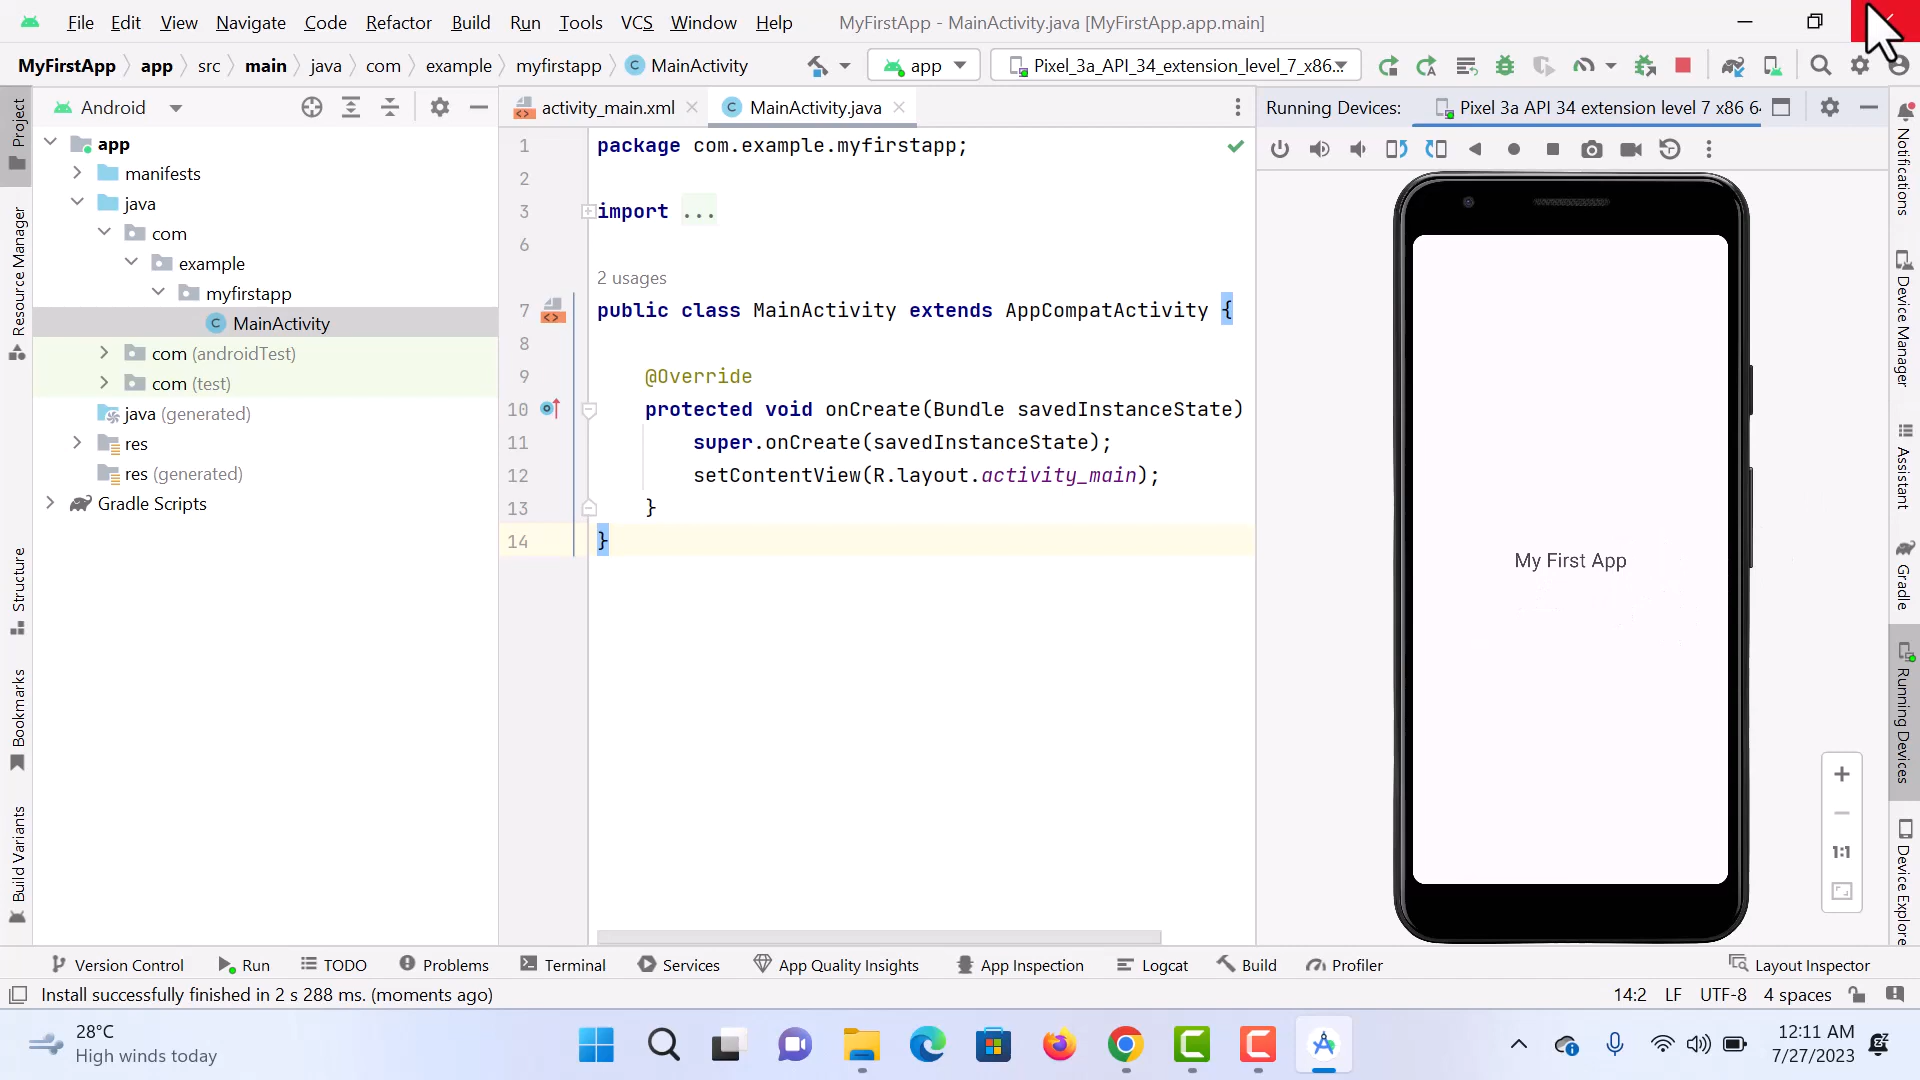 File Edit View Navigate Code Refactor Build Run Tools VCS Window Help MyFirstApp - MainActivity.java [MyFirstApp.app.main]
MyFirstApp app src main java com example myfirstapp MainActivity app Pixel_3a_API_34_extension_level_7_x86...
Android
activity_main.xml MainActivity.java
Running Devices: Pixel 3a API 34 extension level 7 x86 64
Project
Resource Manager
Structure
Bookmarks
Build Variants
app
manifests
java
com
example
myfirstapp
MainActivity
com (androidTest)
com (test)
java (generated)
res
res (generated)
Gradle Scripts
1 package com.example.myfirstapp;
2
3 import ...
6
2 usages
7 public class MainActivity extends AppCompatActivity {
8
9 @Override
10 protected void onCreate(Bundle savedInstanceState)
11 super.onCreate(savedInstanceState);
12 setContentView(R.layout.activity_main);
13 }
14 }
My First App
1:1
Notifications
Device Manager
Assistant
Gradle
Running Devices
Device Explore
Version Control Run TODO Problems Terminal Services App Quality Insights App Inspection Logcat Build Profiler Layout Inspector
Install successfully finished in 2 s 288 ms. (moments ago) 14:2 LF UTF-8 4 spaces
28°C
High winds today
12:11 AM
7/27/2023